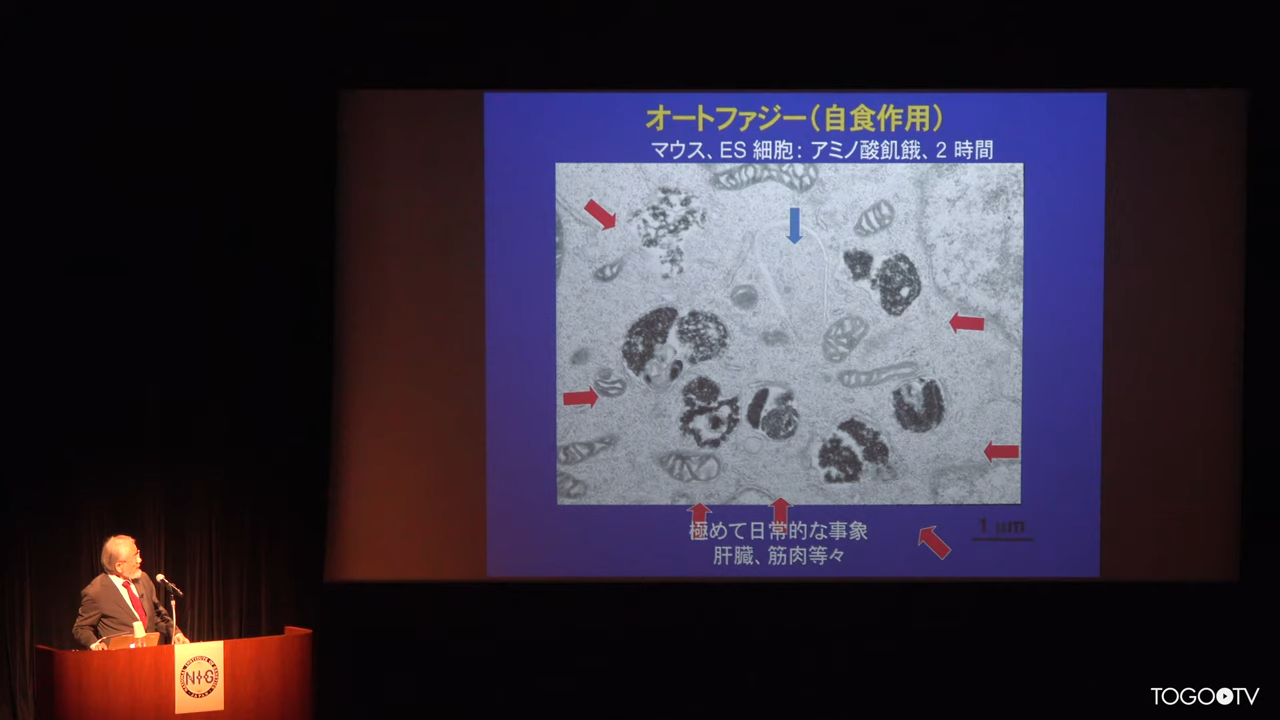 オートファジー(自食作用)
マウス、ES 細胞: アミノ酸飢餓、2 時間
極めて日常的な事象
肝臓、筋肉等々
1 μm
NIG
TOGOTV